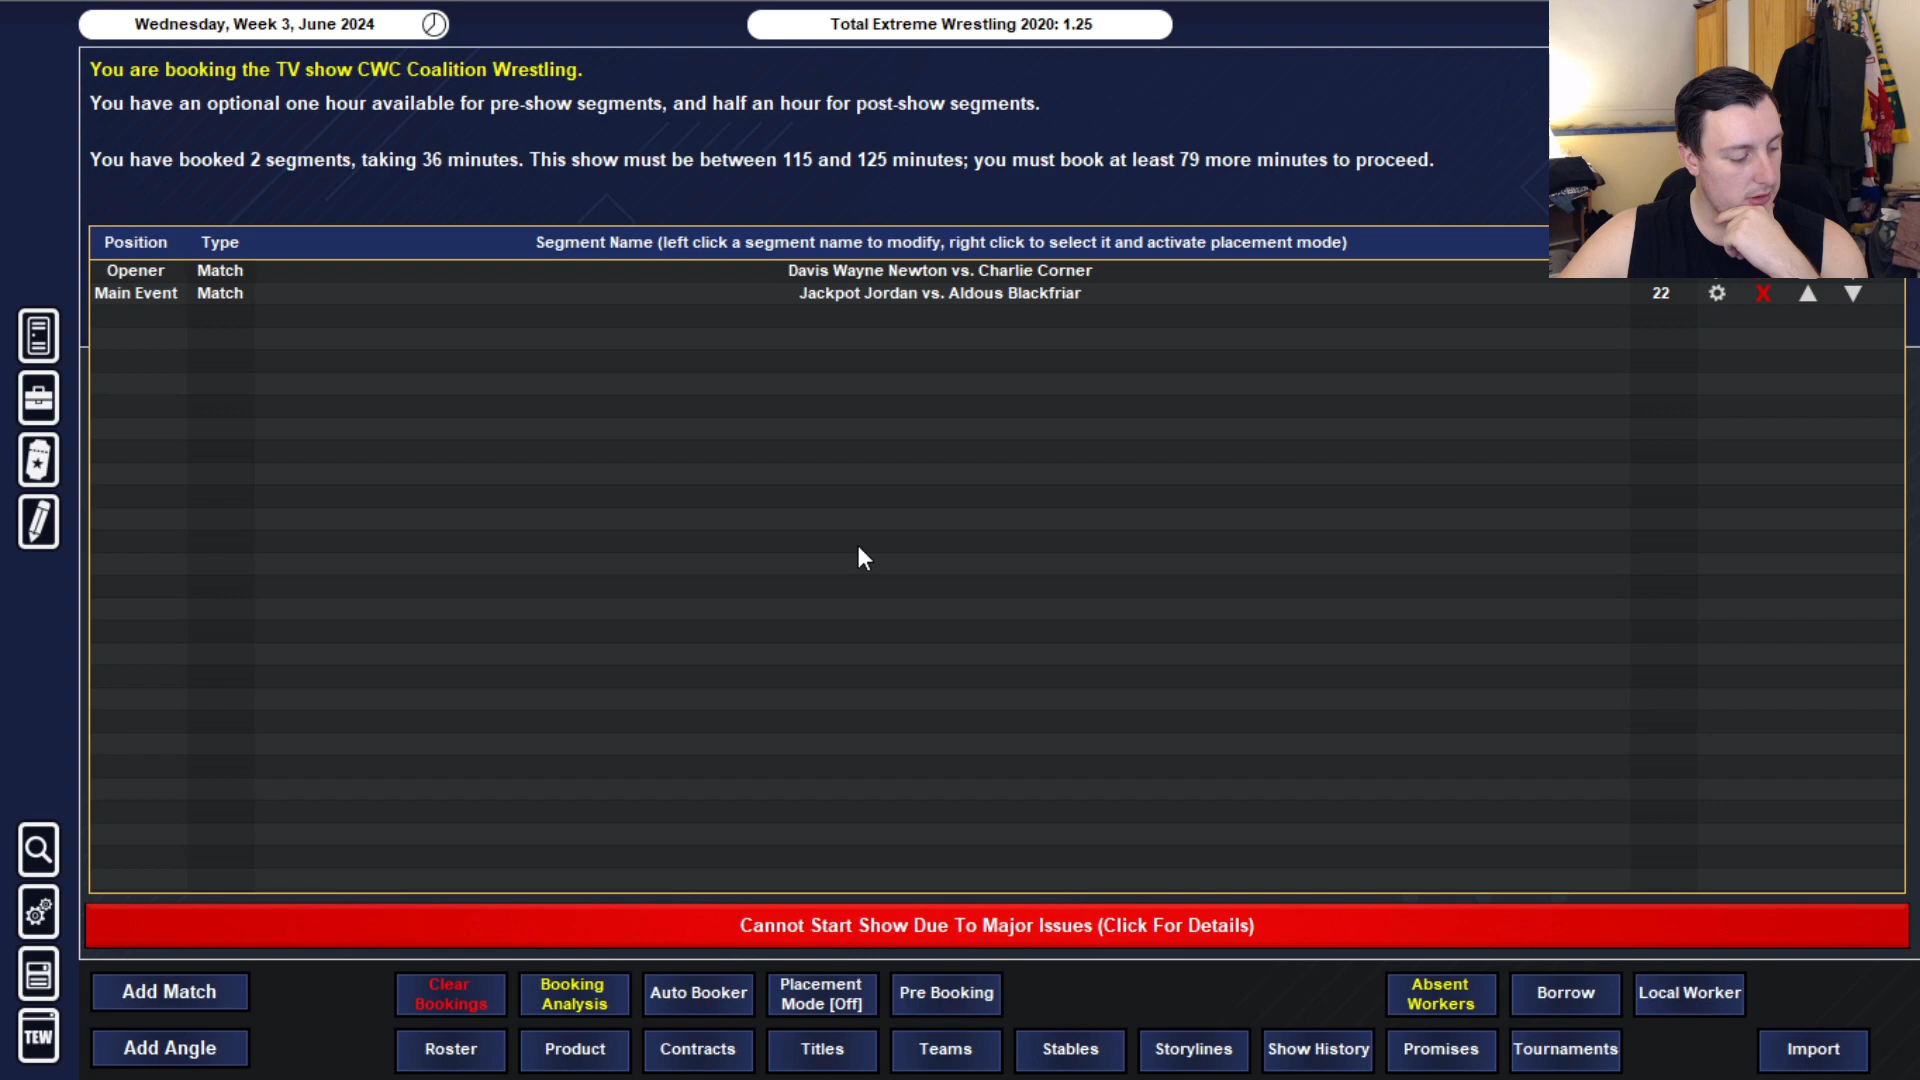 Wednesday, Week 3, June 2024
Total Extreme Wrestling 2020: 1.25
You are booking the TV show CWC Coalition Wrestling.
You have an optional one hour available for pre-show segments, and half an hour for post-show segments.
You have booked 2 segments, taking 36 minutes. This show must be between 115 and 125 minutes; you must book at least 79 more minutes to proceed.
Position Type Segment Name (left click a segment name to modify, right click to select it and activate placement mode)
Opener Match Davis Wayne Newton vs. Charlie Corner
Main Event Match Jackpot Jordan vs. Aldous Blackfriar 22 X
Cannot Start Show Due To Major Issues (Click For Details)
Add Match
Clear Bookings
Booking Analysis
Auto Booker
Placement Mode [Off]
Pre Booking
Absent Workers
Borrow
Local Worker
TEW
Add Angle
Roster
Product
Contracts
Titles
Teams
Stables
Storylines
Show History
Promises
Tournaments
Import